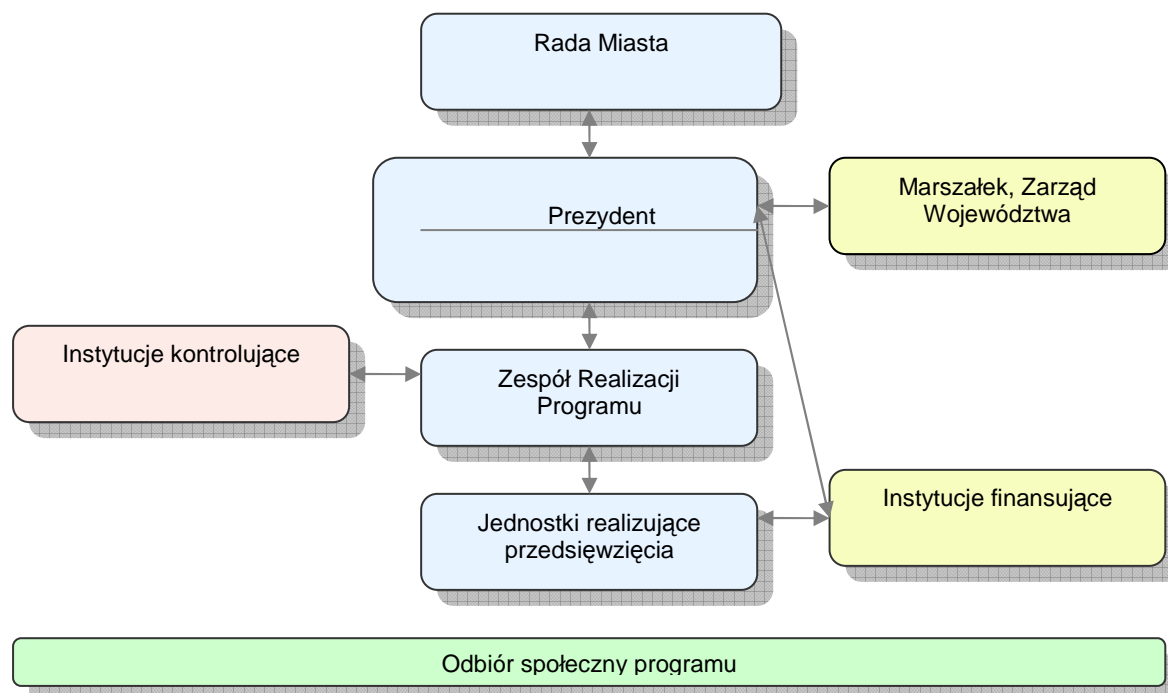 Rada Miasta
Prezydent
Marszałek, Zarząd
Województwa
Instytucje kontrolujące
Zespół Realizacji
Programu
Jednostki realizujące
przedsięwzięcia
Instytucje finansujące
Odbiór społeczny programu